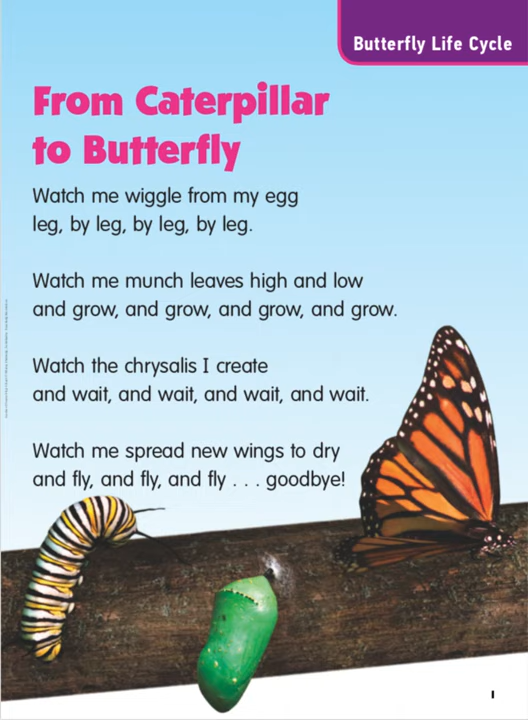 Butterfly Life Cycle
From Caterpillar
to Butterfly
Watch me wiggle from my egg
leg, by leg, by leg, by leg.
Watch me munch leaves high and low
and grow, and grow, and grow, and grow.
Watch the chrysalis I create
and wait, and wait, and wait, and wait.
Watch me spread new wings to dry
and fly, and fly, and fly . . . goodbye!
1